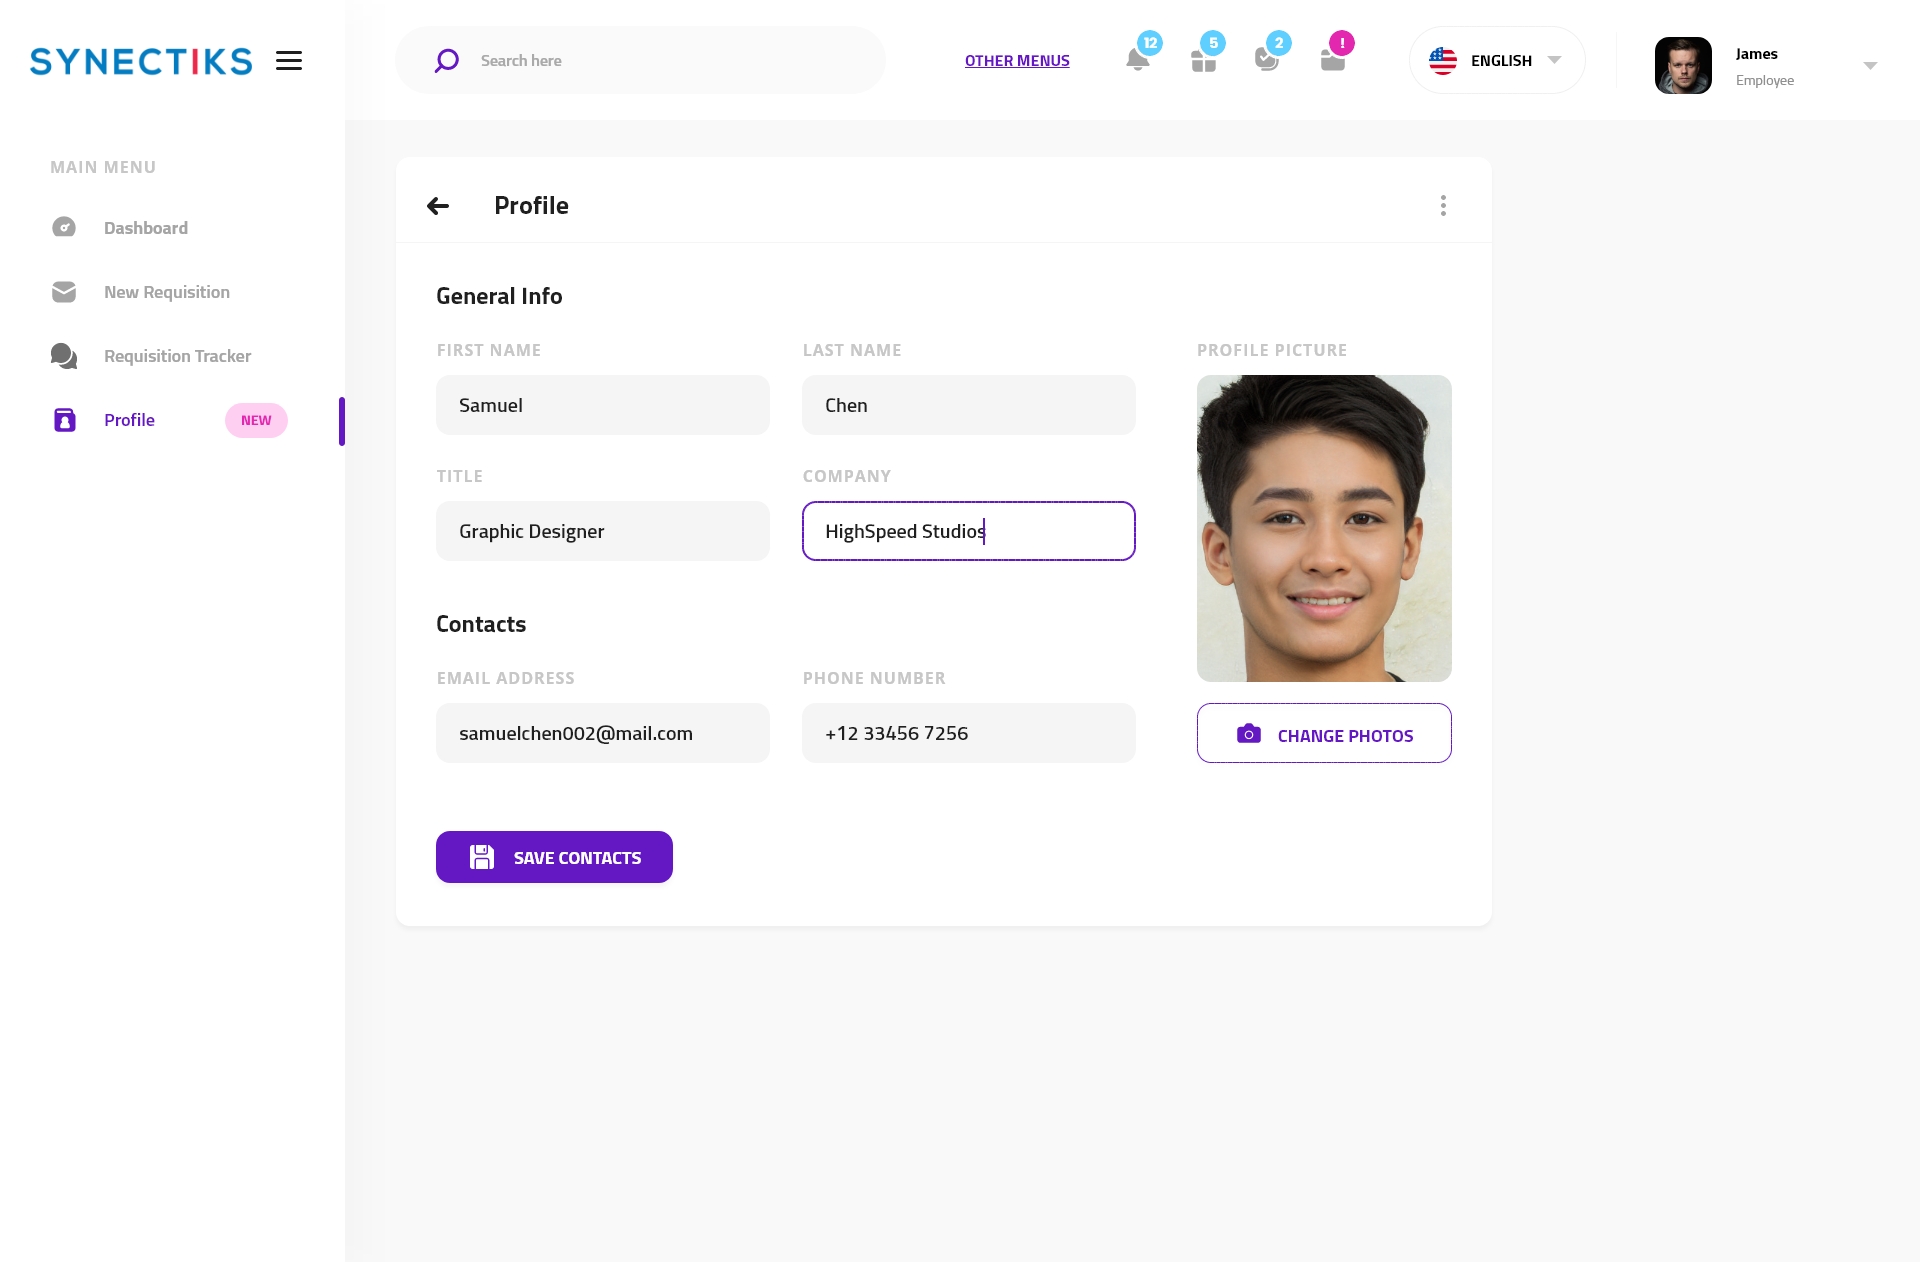 SYNECTIKS
Search here
OTHER MENUS
12
5
2
!
ENGLISH
James
Employee
MAIN MENU
Dashboard
New Requisition
Requisition Tracker
Profile
NEW
Profile
General Info
FIRST NAME
LAST NAME
PROFILE PICTURE
Samuel
Chen
TITLE
COMPANY
Graphic Designer
HighSpeed Studios
Contacts
EMAIL ADDRESS
PHONE NUMBER
samuelchen002@mail.com
+12 33456 7256
CHANGE PHOTOS
SAVE CONTACTS